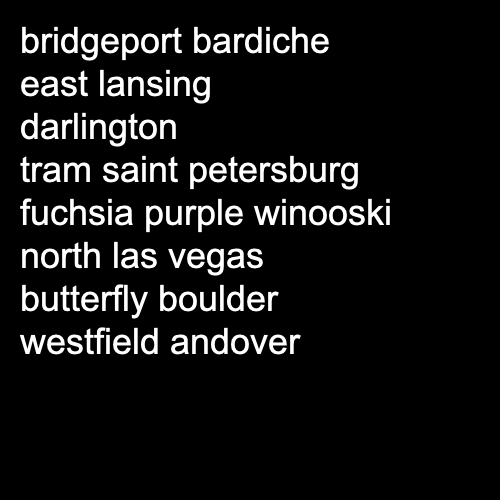 bridgeport bardiche
east lansing
darlington
tram saint petersburg
fuchsia purple winooski
north las vegas
butterfly boulder
westfield andover